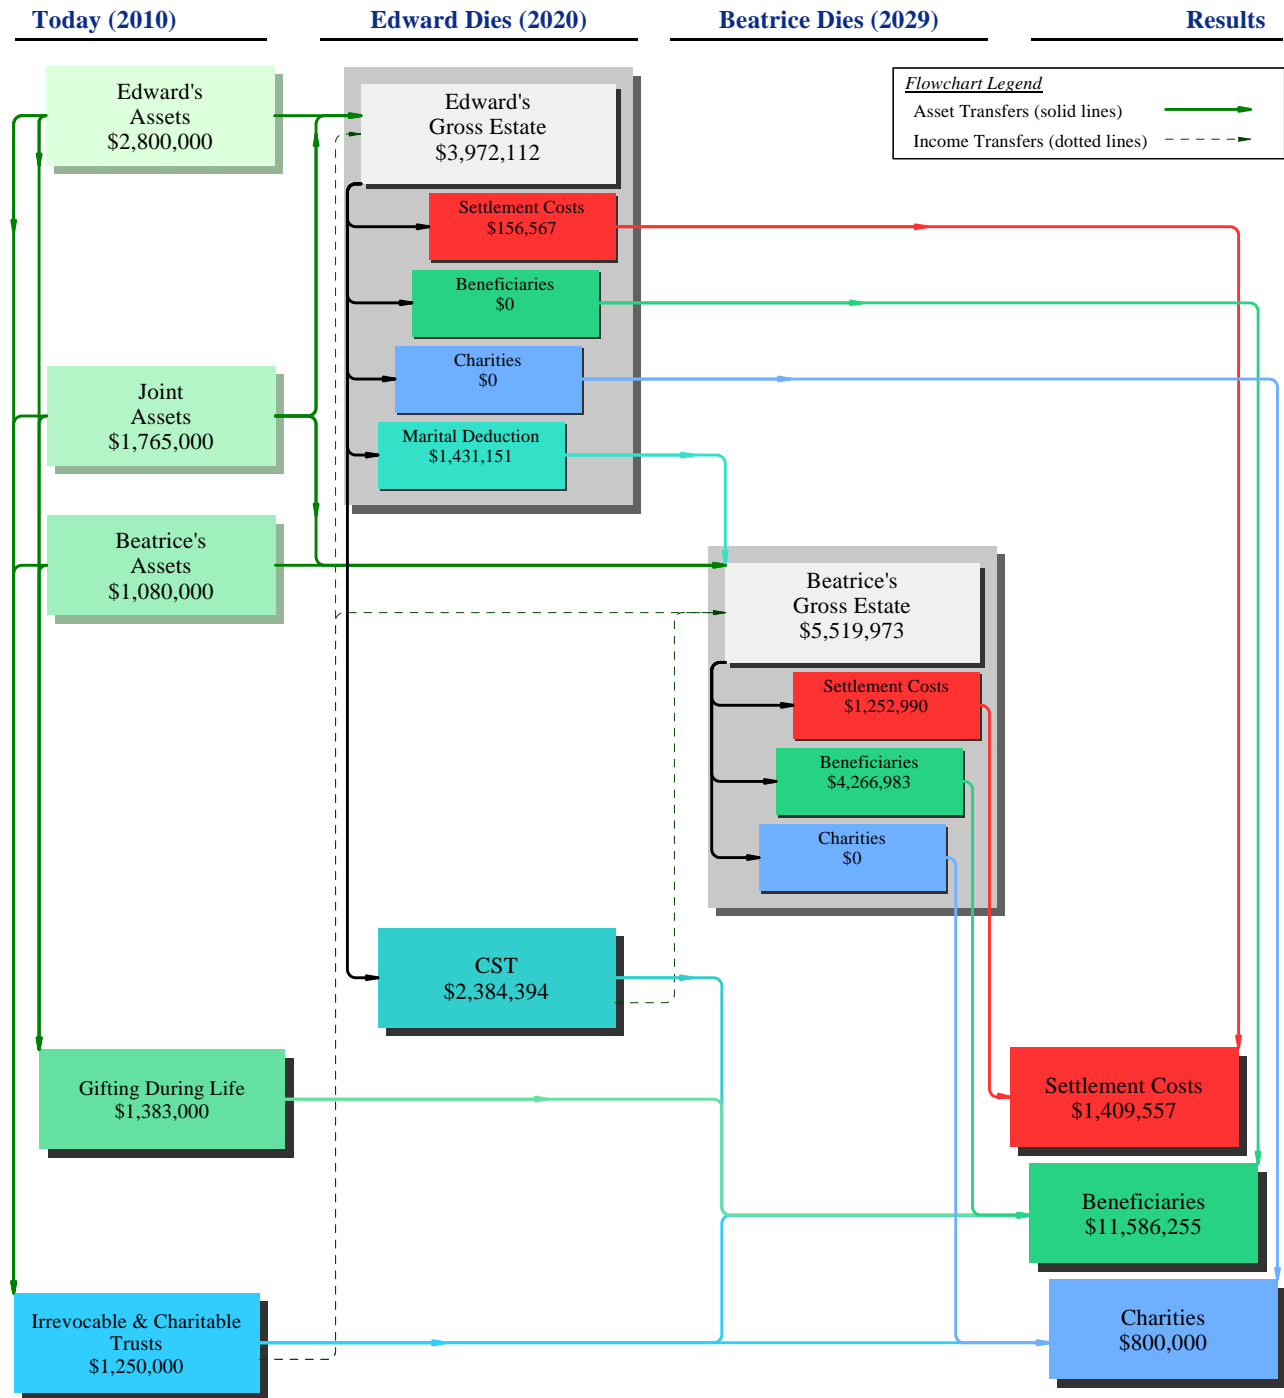 Today (2010)
Edward Dies (2020)
Beatrice Dies (2029)
Results
Flowchart Legend
Asset Transfers (solid lines)
Income Transfers (dotted lines)
Edward's
Assets
$2,800,000
Edward's
Gross Estate
$3,972,112
Settlement Costs
$156,567
Beneficiaries
$0
Charities
$0
Marital Deduction
$1,431,151
Joint
Assets
$1,765,000
Beatrice's
Assets
$1,080,000
Beatrice's
Gross Estate
$5,519,973
Settlement Costs
$1,252,990
Beneficiaries
$4,266,983
Charities
$0
CST
$2,384,394
Gifting During Life
$1,383,000
Settlement Costs
$1,409,557
Beneficiaries
$11,586,255
Irrevocable & Charitable
Trusts
$1,250,000
Charities
$800,000